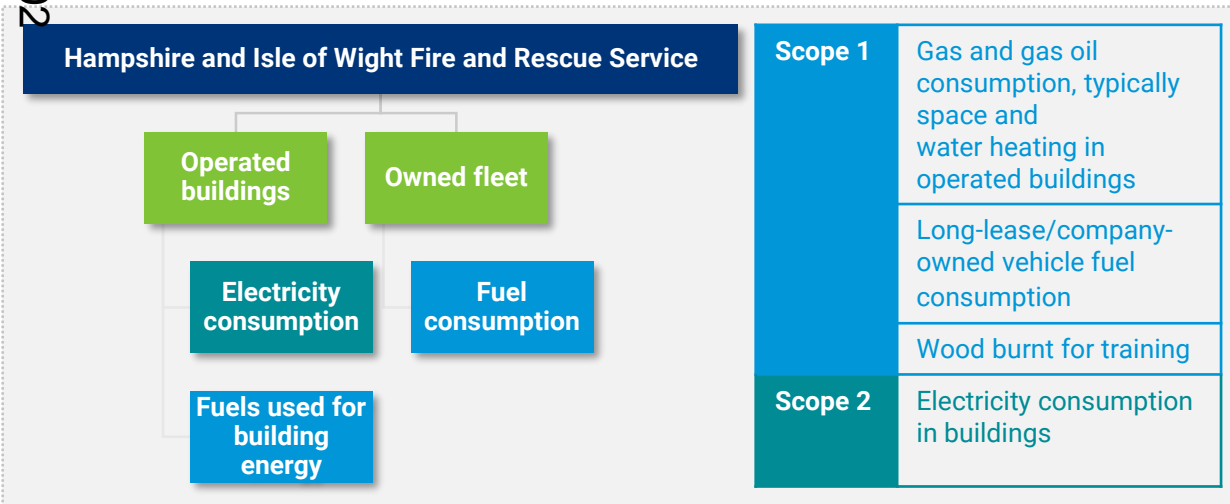 02
Hampshire and Isle of Wight Fire and Rescue Service
Operated
buildings
Owned fleet
Electricity
consumption
Fuel
consumption
Fuels used for
building
energy
Scope 1
Gas and gas oil
consumption, typically
space and
water heating in
operated buildings
Long-lease/company-
owned vehicle fuel
consumption
Wood burnt for training
Scope 2
Electricity consumption
in buildings